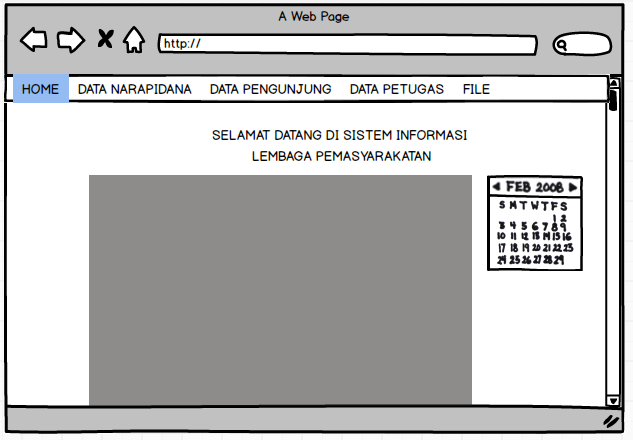 A Web Page
http://
HOME DATA NARAPIDANA DATA PENGUNJUNG DATA PETUGAS FILE
SELAMAT DATANG DI SISTEM INFORMASI
LEMBAGA PEMASYARAKATAN
FEB 2008
S M T W T F S
1 2
3 4 5 6 7 8 9
10 11 12 13 14 15 16
17 18 19 20 21 22 23
24 25 26 27 28 29